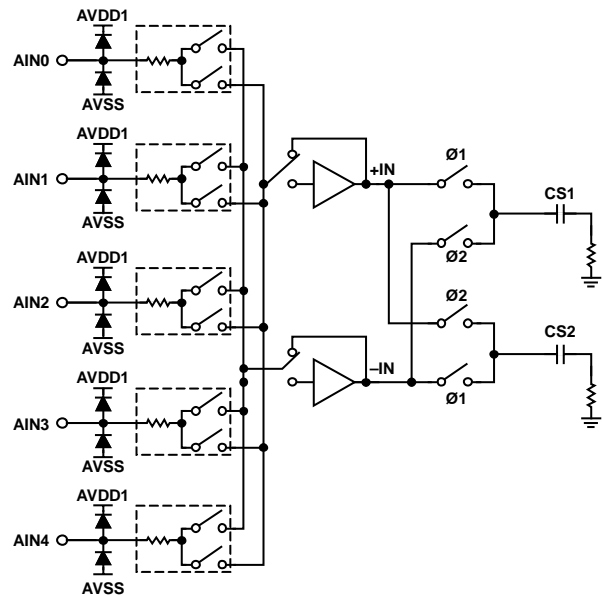 AVDD1
AIN0
AVSS
AVDD1
AIN1
AVSS
+IN
Ø1
CS1
Ø2
AVDD1
AIN2
AVSS
Ø2
CS2
–IN
Ø1
AVDD1
AIN3
AVSS
AVDD1
AIN4
AVSS